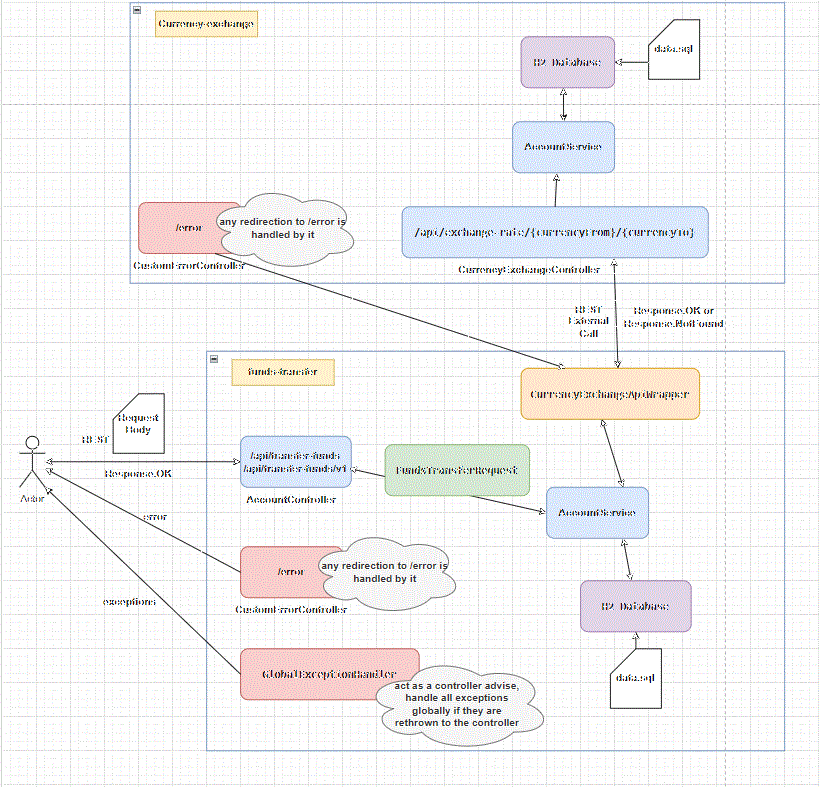 Currency-exchange
data.sql
H2 Database
AccountService
/error
any redirection to /error is
handled by it
/api/exchange-rate/{currencyFrom}/{currencyTo}
CustomErrorController
CurrencyExchangeController
REST
External
Call
Response.OK or
Response.NotFound
funds-transfer
CurrencyExchangeApiWrapper
Request
Body
REST
Response.OK
Actor
/api/transfer-funds
/api/transfer-funds/v1
AccountController
FundsTransferRequest
AccountService
error
/error
any redirection to /error is
handled by it
CustomErrorController
H2 Database
exceptions
GlobalExceptionHandler
act as a controller advise,
handle all exceptions
globally if they are
rethrown to the controller
data.sql